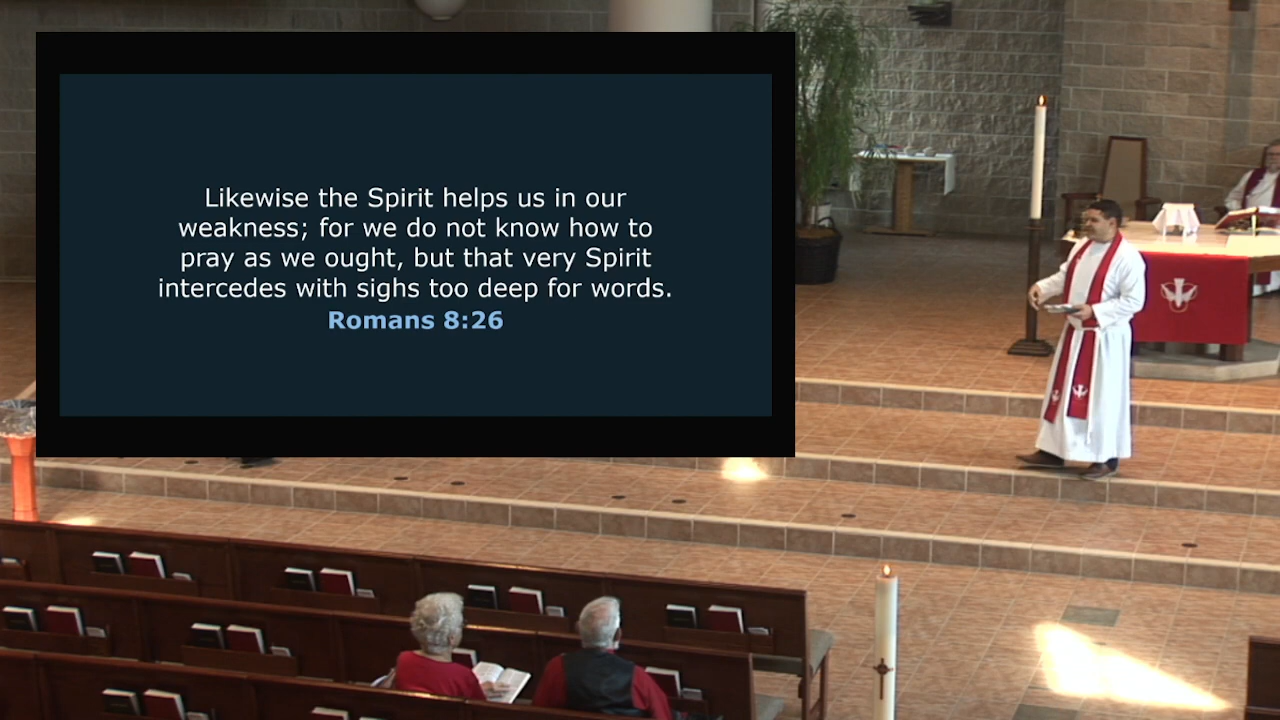 Likewise the Spirit helps us in our
weakness; for we do not know how to
pray as we ought, but that very Spirit
intercedes with sighs too deep for words.
Romans 8:26